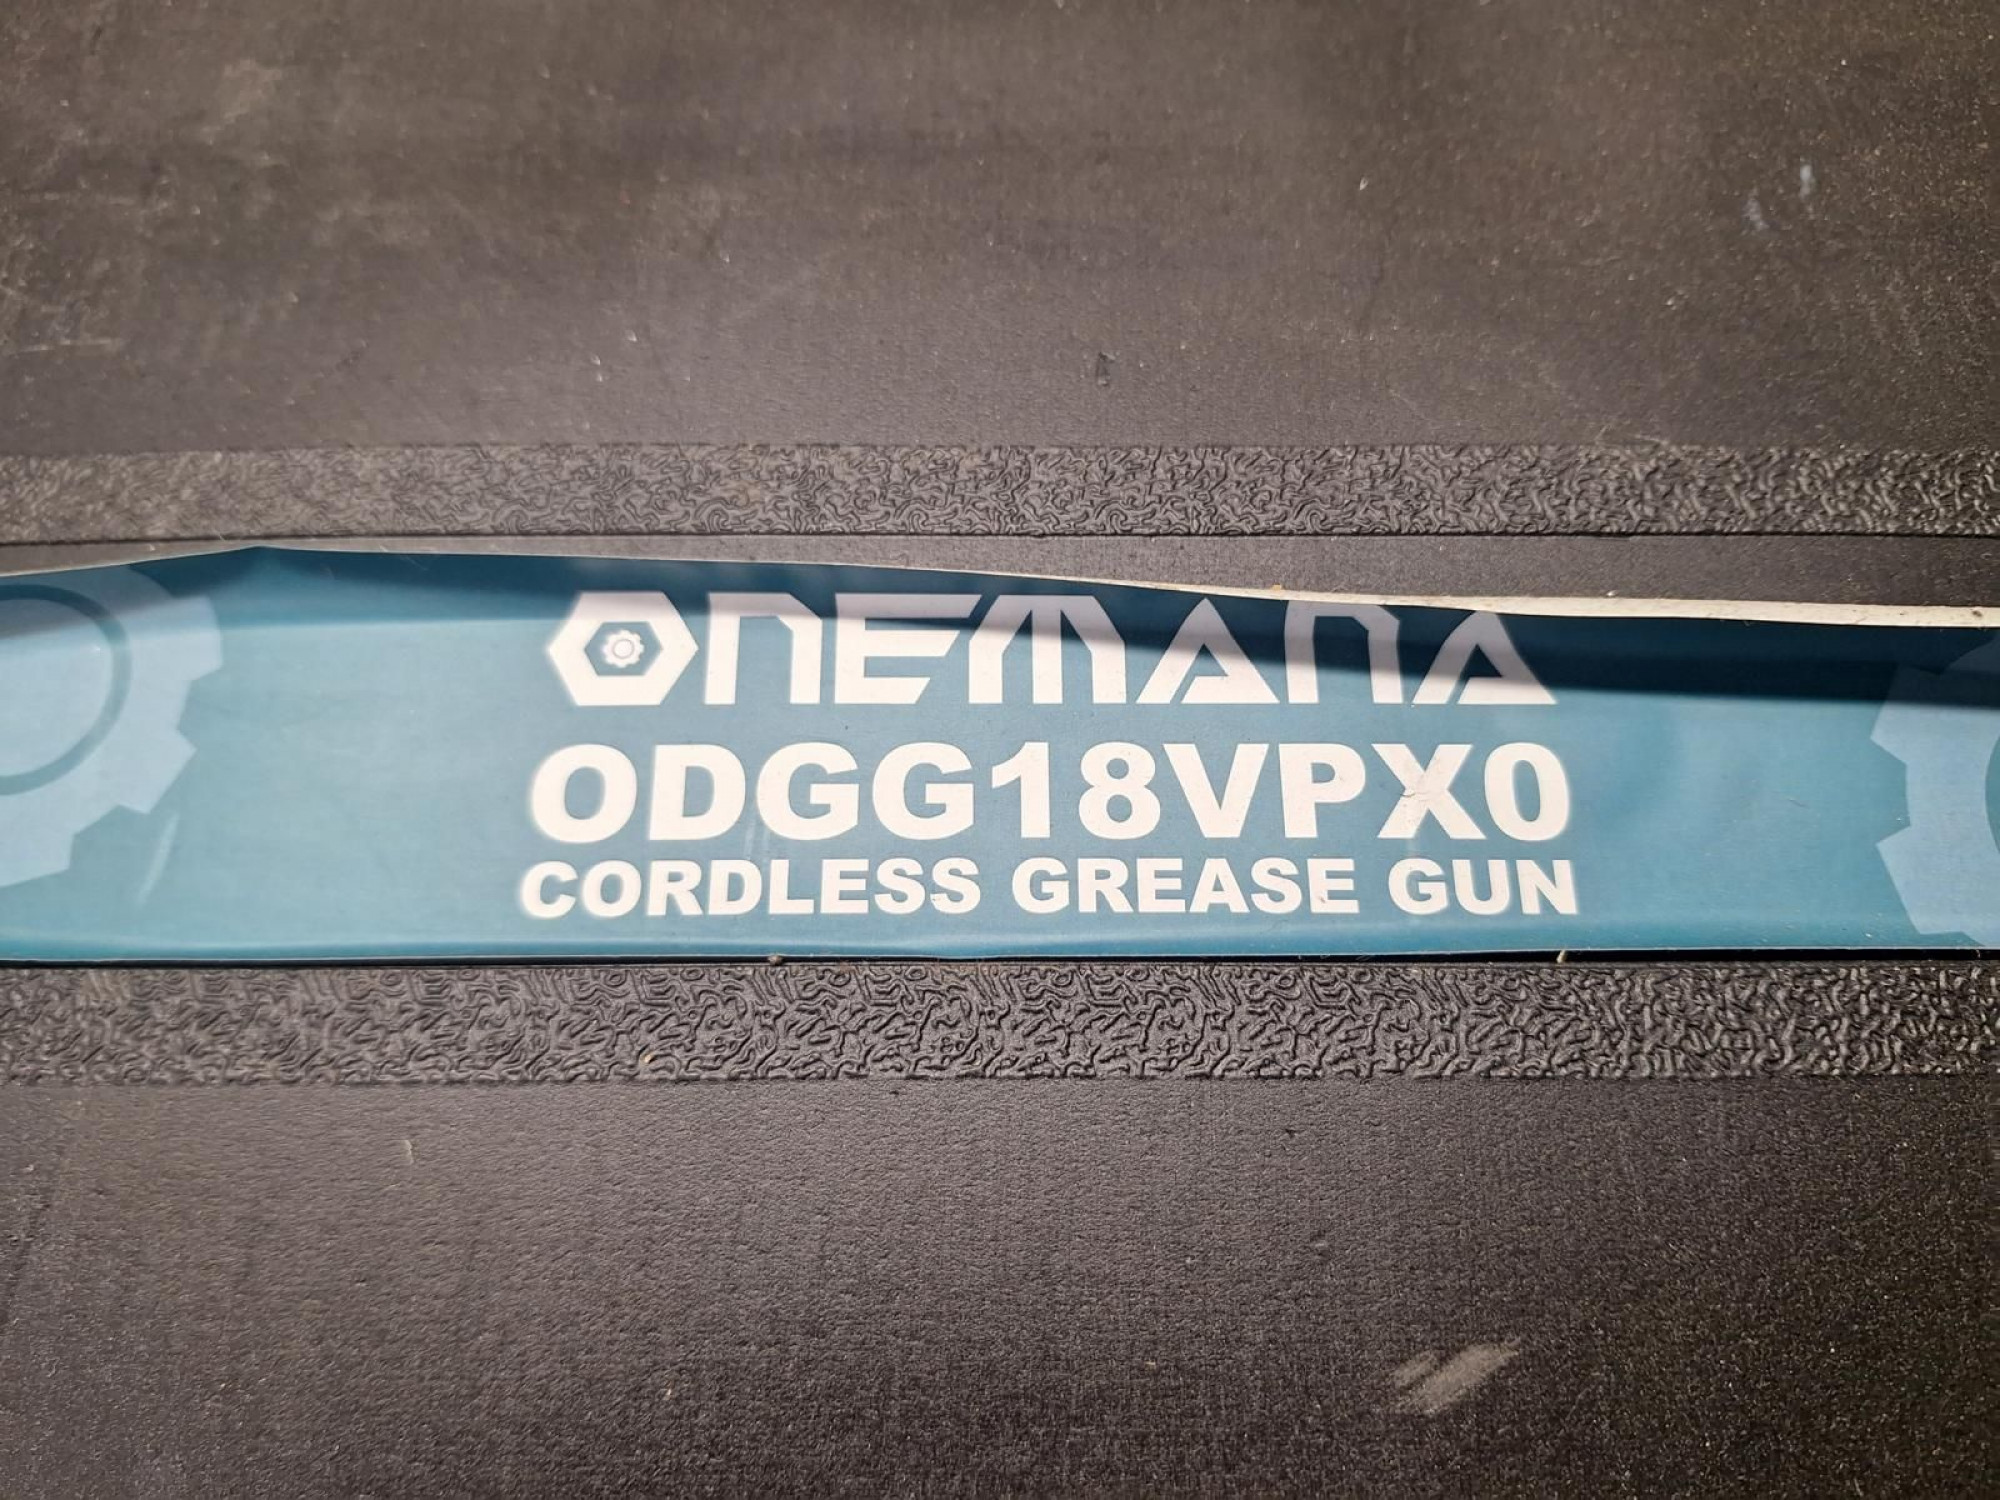 ONEMANA
ODGG18VPX0
CORDLESS GREASE GUN